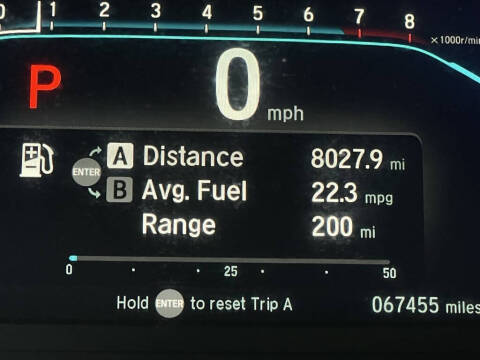 0 1 2 3 4 5 6 7 8
×1000r/min
P 0 mph
ENTER
A Distance 8027.9 mi
B Avg. Fuel 22.3 mpg
Range 200 mi
0 25 50
Hold ENTER to reset Trip A 067455 miles